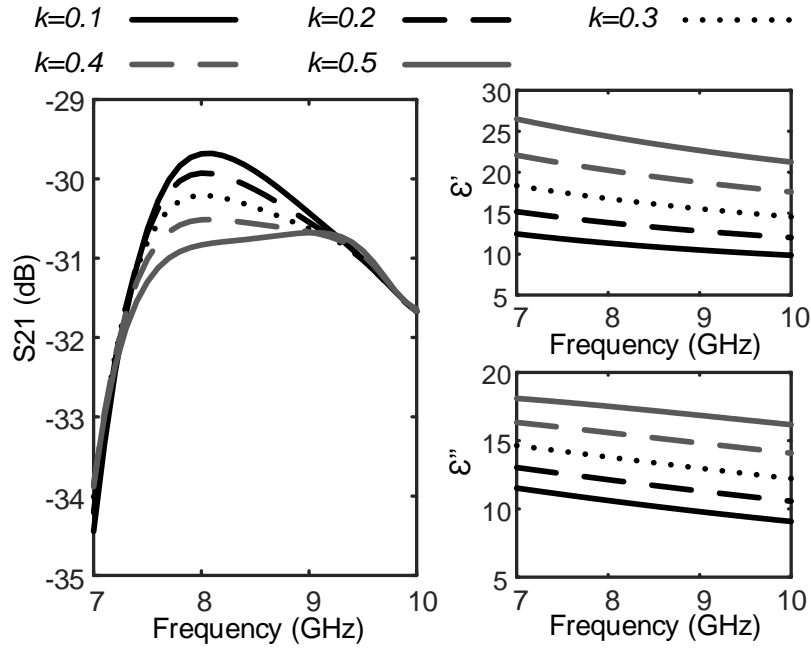 k=0.1 k=0.2 k=0.3
k=0.4 k=0.5
-29
-30
-31
-32
-33
-34
-35
S21 (dB)
7 8 9 10
Frequency (GHz)
30
25
20
15
10
5
ε'
7 8 9 10
Frequency (GHz)
20
15
10
5
ε"
7 8 9 10
Frequency (GHz)